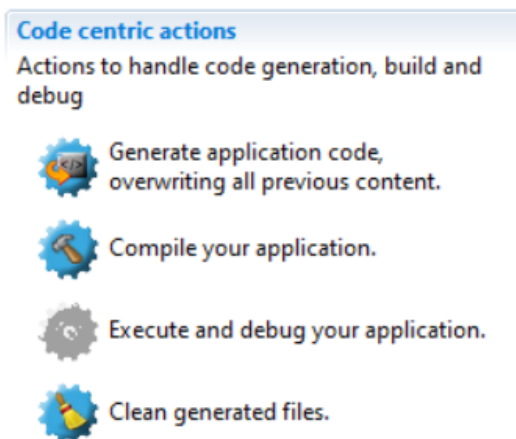 Code centric actions
Actions to handle code generation, build and
debug
Generate application code,
overwriting all previous content.
Compile your application.
Execute and debug your application.
Clean generated files.